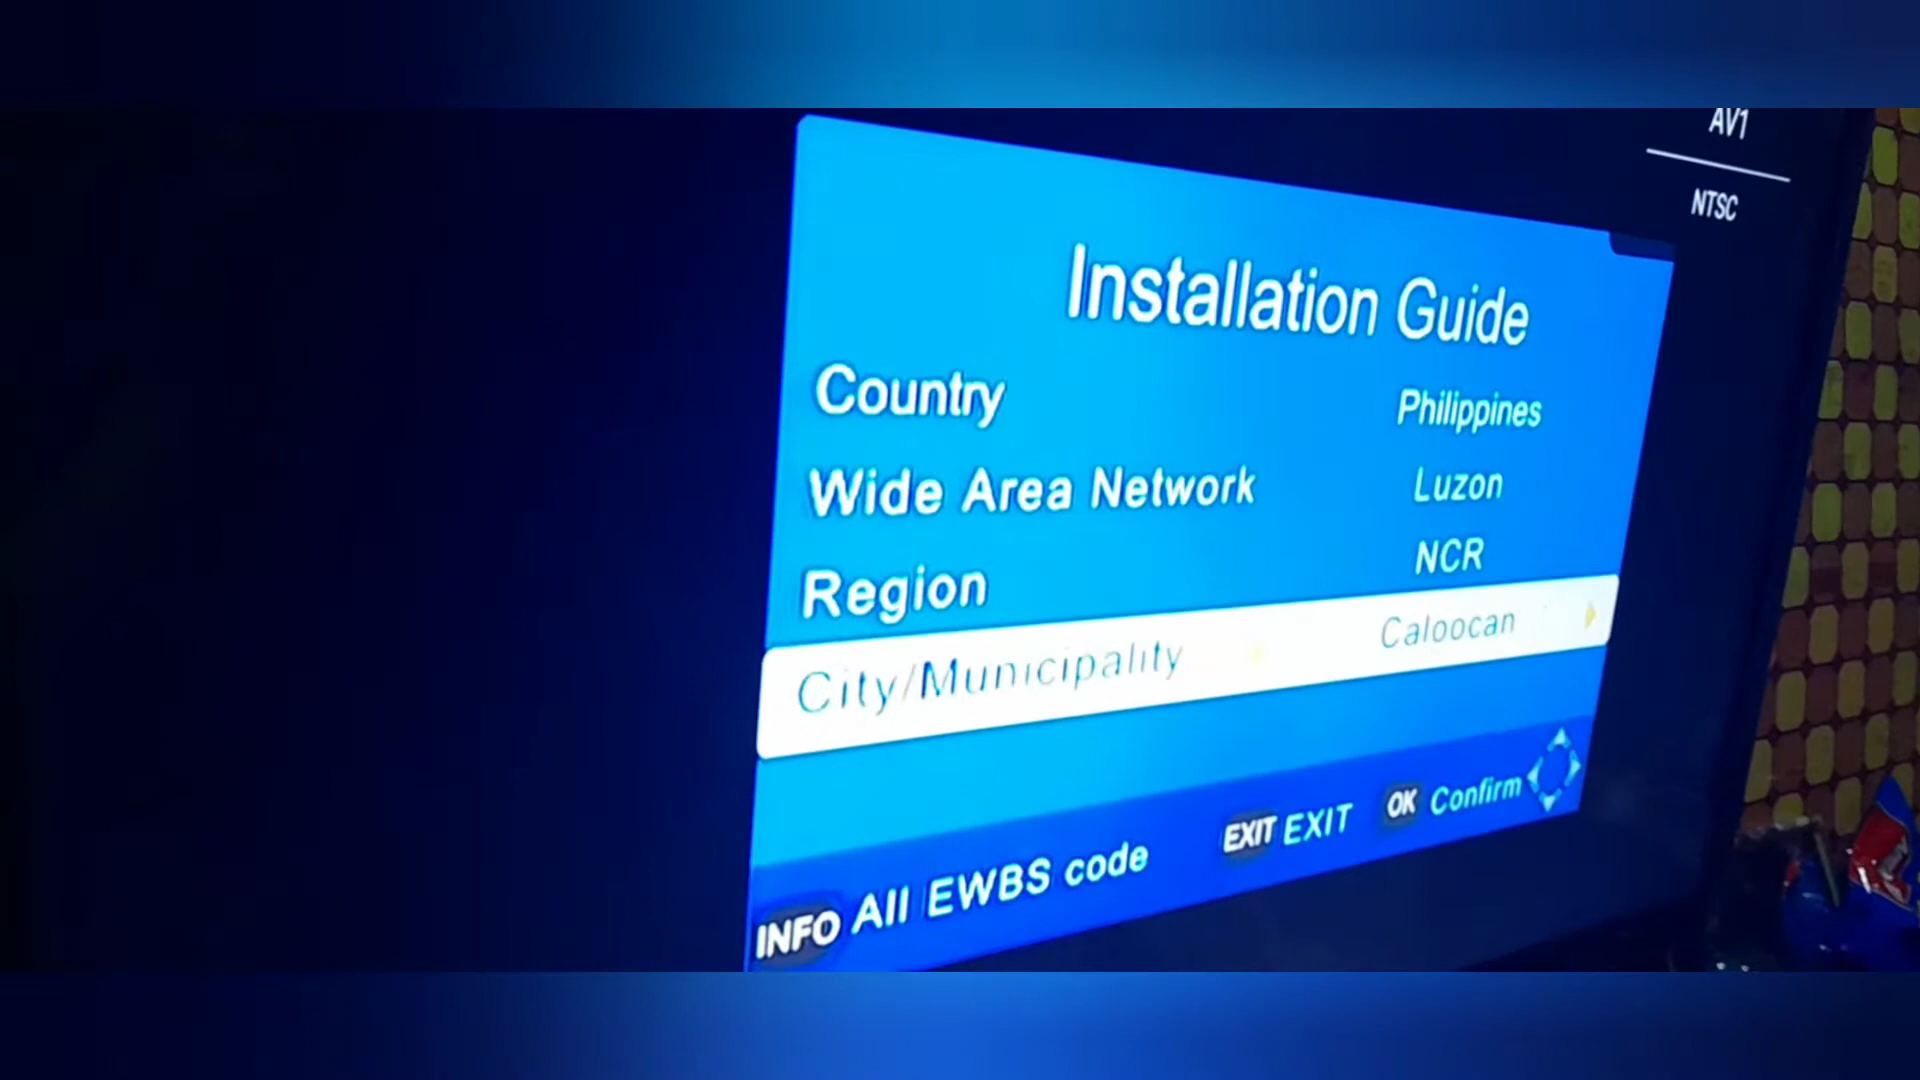 AV1
NTSC
Installation Guide
Country Philippines
Wide Area Network Luzon
Region NCR
City/Municipality Caloocan
INFO All EWBS code EXIT EXIT OK Confirm